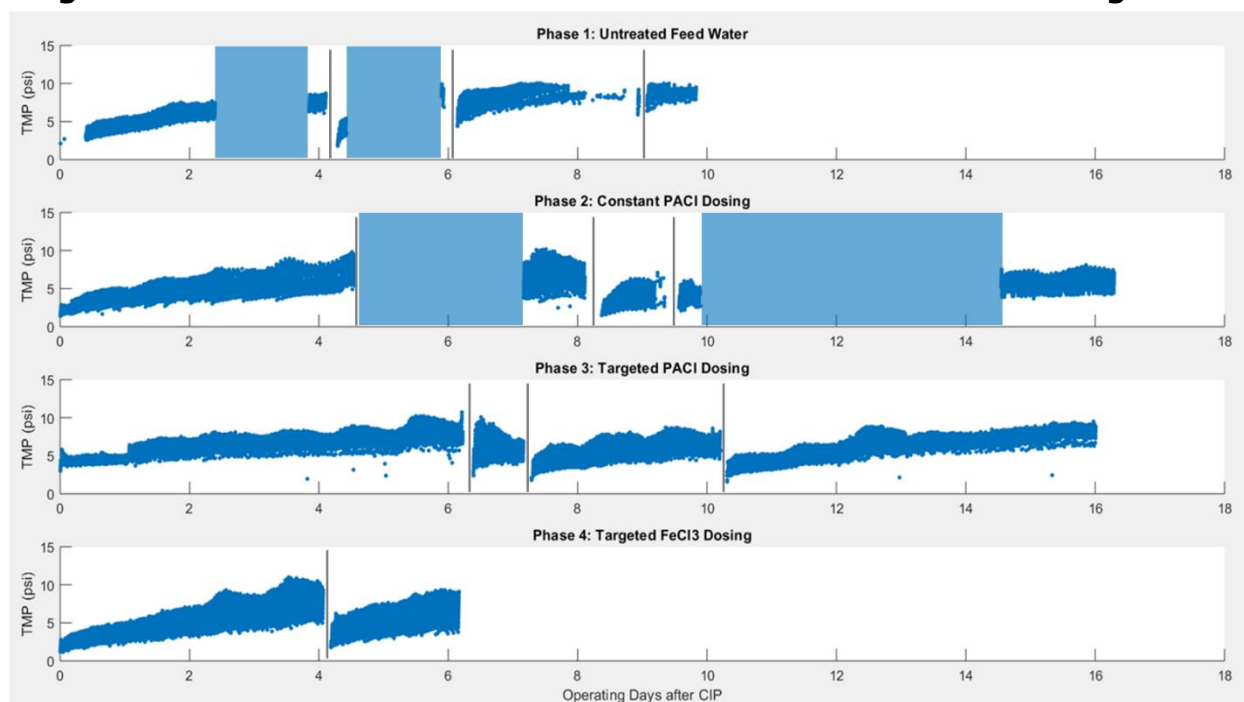 Phase 1: Untreated Feed Water
TMP (psi)
15
10
5
0
0 2 4 6 8 10 12 14 16 18
Phase 2: Constant PACl Dosing
TMP (psi)
15
10
5
0
0 2 4 6 8 10 12 14 16 18
Phase 3: Targeted PACl Dosing
TMP (psi)
15
10
5
0
0 2 4 6 8 10 12 14 16 18
Phase 4: Targeted FeCl3 Dosing
TMP (psi)
15
10
5
0
0 2 4 6 8 10 12 14 16 18
Operating Days after CIP